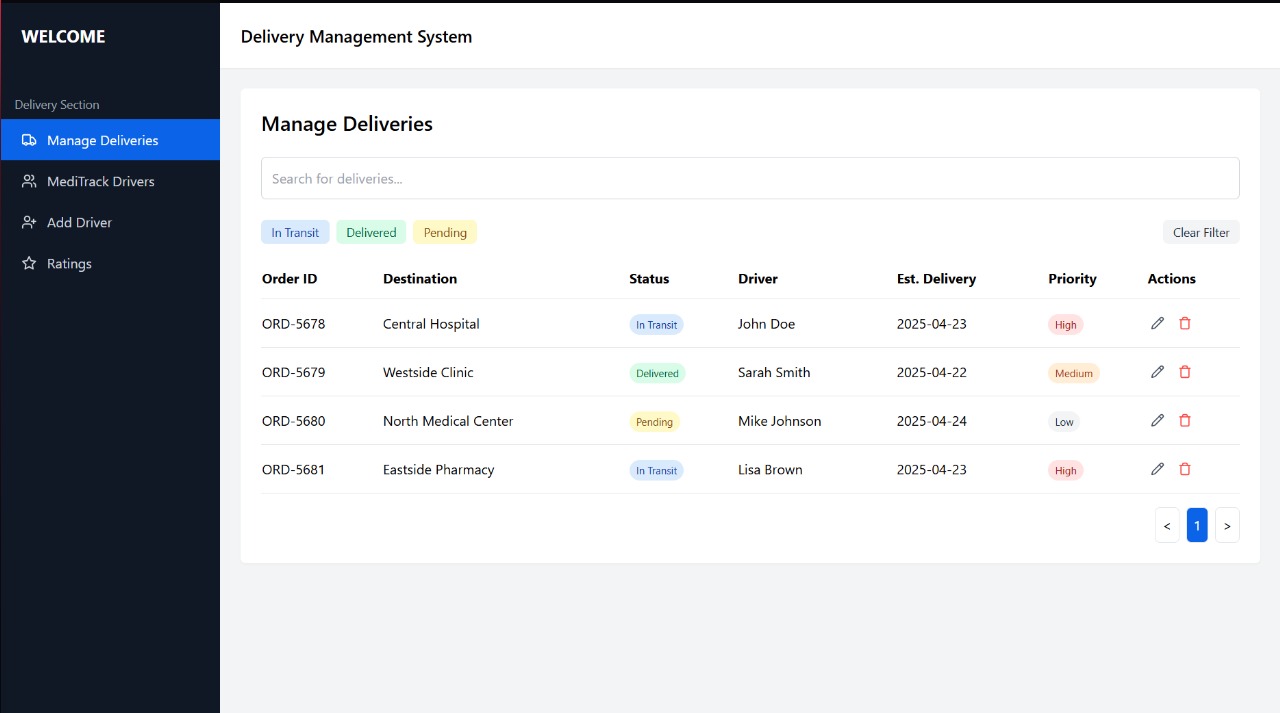 WELCOME
Delivery Management System
Delivery Section
Manage Deliveries
MediTrack Drivers
Add Driver
Ratings
Manage Deliveries
Search for deliveries...
In Transit Delivered Pending Clear Filter
Order ID Destination Status Driver Est. Delivery Priority Actions
ORD-5678 Central Hospital In Transit John Doe 2025-04-23 High
ORD-5679 Westside Clinic Delivered Sarah Smith 2025-04-22 Medium
ORD-5680 North Medical Center Pending Mike Johnson 2025-04-24 Low
ORD-5681 Eastside Pharmacy In Transit Lisa Brown 2025-04-23 High
< 1 >